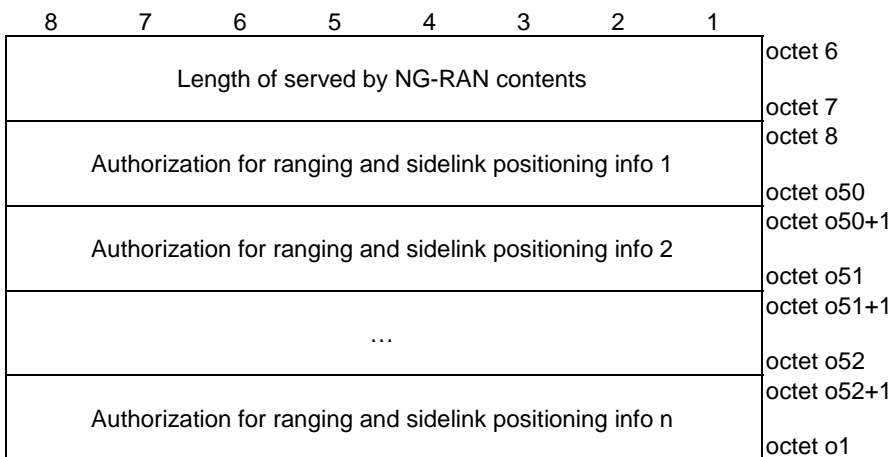 8 7 6 5 4 3 2 1
octet 6
Length of served by NG-RAN contents
octet 7
octet 8
Authorization for ranging and sidelink positioning info 1
octet o50
octet o50+1
Authorization for ranging and sidelink positioning info 2
octet o51
octet o51+1
…
octet o52
octet o52+1
Authorization for ranging and sidelink positioning info n
octet o1